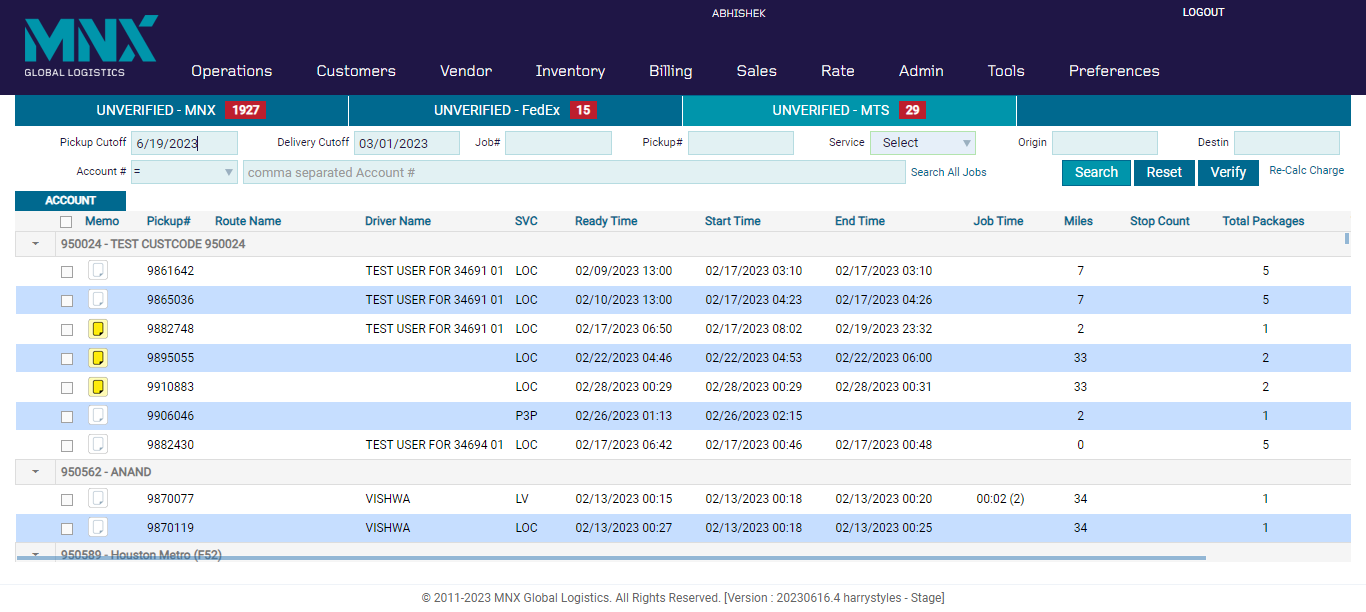 ABHISHEK LOGOUT
MNX
GLOBAL LOGISTICS
Operations Customers Vendor Inventory Billing Sales Rate Admin Tools Preferences
UNVERIFIED - MNX 1927 UNVERIFIED - FedEx 15 UNVERIFIED - MTS 29
Pickup Cutoff 6/19/2023 Delivery Cutoff 03/01/2023 Job# Pickup# Service Select Origin Destin
Account # = comma separated Account # Search All Jobs Search Reset Verify Re-Calc Charge
ACCOUNT
Memo Pickup# Route Name Driver Name SVC Ready Time Start Time End Time Job Time Miles Stop Count Total Packages
950024 - TEST CUSTCODE 950024
9861642 TEST USER FOR 34691 01 LOC 02/09/2023 13:00 02/17/2023 03:10 02/17/2023 03:10 7 5
9865036 TEST USER FOR 34691 01 LOC 02/10/2023 13:00 02/17/2023 04:23 02/17/2023 04:26 7 5
9882748 TEST USER FOR 34691 01 LOC 02/17/2023 06:50 02/17/2023 08:02 02/19/2023 23:32 2 1
9895055 LOC 02/22/2023 04:46 02/22/2023 04:53 02/22/2023 06:00 33 2
9910883 LOC 02/28/2023 00:29 02/28/2023 00:29 02/28/2023 00:31 33 2
9906046 P3P 02/26/2023 01:13 02/26/2023 02:15 2 1
9882430 TEST USER FOR 34694 01 LOC 02/17/2023 06:42 02/17/2023 00:46 02/17/2023 00:48 0 5
950562 - ANAND
9870077 VISHWA LV 02/13/2023 00:15 02/13/2023 00:18 02/13/2023 00:20 00:02 (2) 34 1
9870119 VISHWA LOC 02/13/2023 00:27 02/13/2023 00:18 02/13/2023 00:25 34 1
950589 - Houston Metro (F52)
© 2011-2023 MNX Global Logistics. All Rights Reserved. [Version : 20230616.4 harrystyles - Stage]